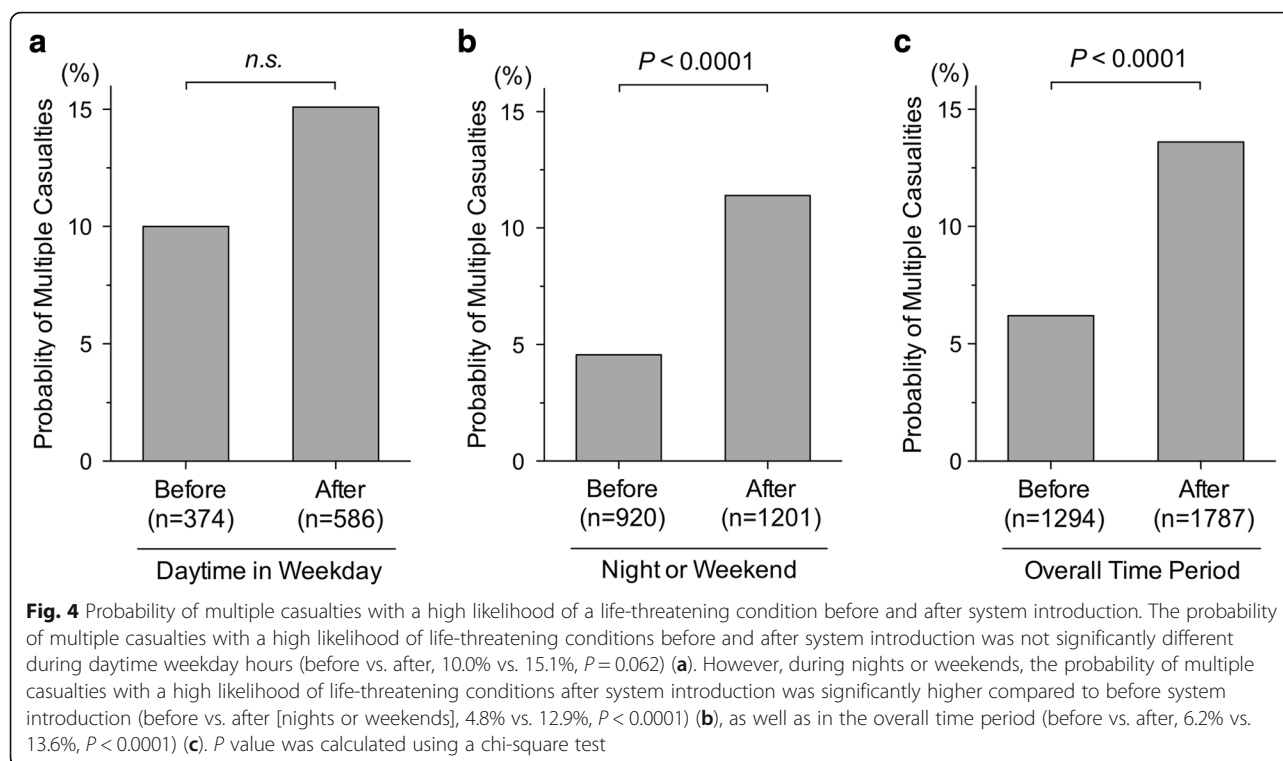 a
(%)
n.s.
15
10
5
0
Probablity of Multiple Casualties
Before
(n=374)
After
(n=586)
Daytime in Weekday
b
(%)
P < 0.0001
15
10
5
0
Probablity of Multiple Casualties
Before
(n=920)
After
(n=1201)
Night or Weekend
c
(%)
P < 0.0001
15
10
5
0
Probablity of Multiple Casualties
Before
(n=1294)
After
(n=1787)
Overall Time Period
Fig. 4 Probability of multiple casualties with a high likelihood of a life-threatening condition before and after system introduction. The probability
of multiple casualties with a high likelihood of life-threatening conditions before and after system introduction was not significantly different
during daytime weekday hours (before vs. after, 10.0% vs. 15.1%, P = 0.062) (a). However, during nights or weekends, the probability of multiple
casualties with a high likelihood of life-threatening conditions after system introduction was significantly higher compared to before system
introduction (before vs. after [nights or weekends], 4.8% vs. 12.9%, P < 0.0001) (b), as well as in the overall time period (before vs. after, 6.2% vs.
13.6%, P < 0.0001) (c). P value was calculated using a chi-square test